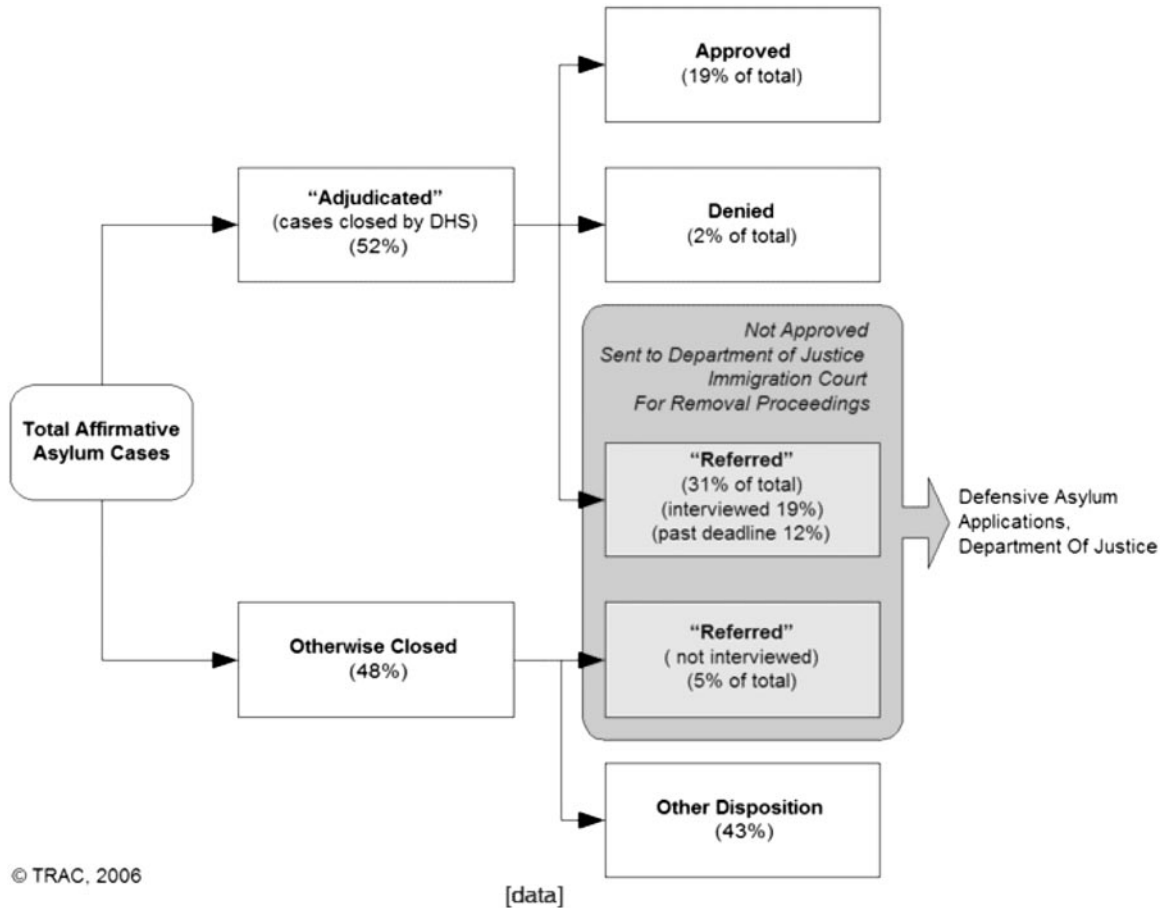 Total Affirmative
Asylum Cases
“Adjudicated”
(cases closed by DHS)
(52%)
Approved
(19% of total)
Denied
(2% of total)
Not Approved
Sent to Department of Justice
Immigration Court
For Removal Proceedings
“Referred”
(31% of total)
(interviewed 19%)
(past deadline 12%)
Otherwise Closed
(48%)
“Referred”
( not interviewed)
(5% of total)
Defensive Asylum
Applications,
Department Of Justice
Other Disposition
(43%)
© TRAC, 2006
[data]